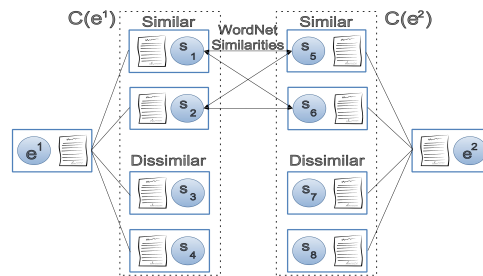 C(e¹)
Similar
WordNet
Similarities
Similar
C(e²)
s₁
s₅
s₂
s₆
e¹
e²
Dissimilar
Dissimilar
s₃
s₇
s₄
s₈